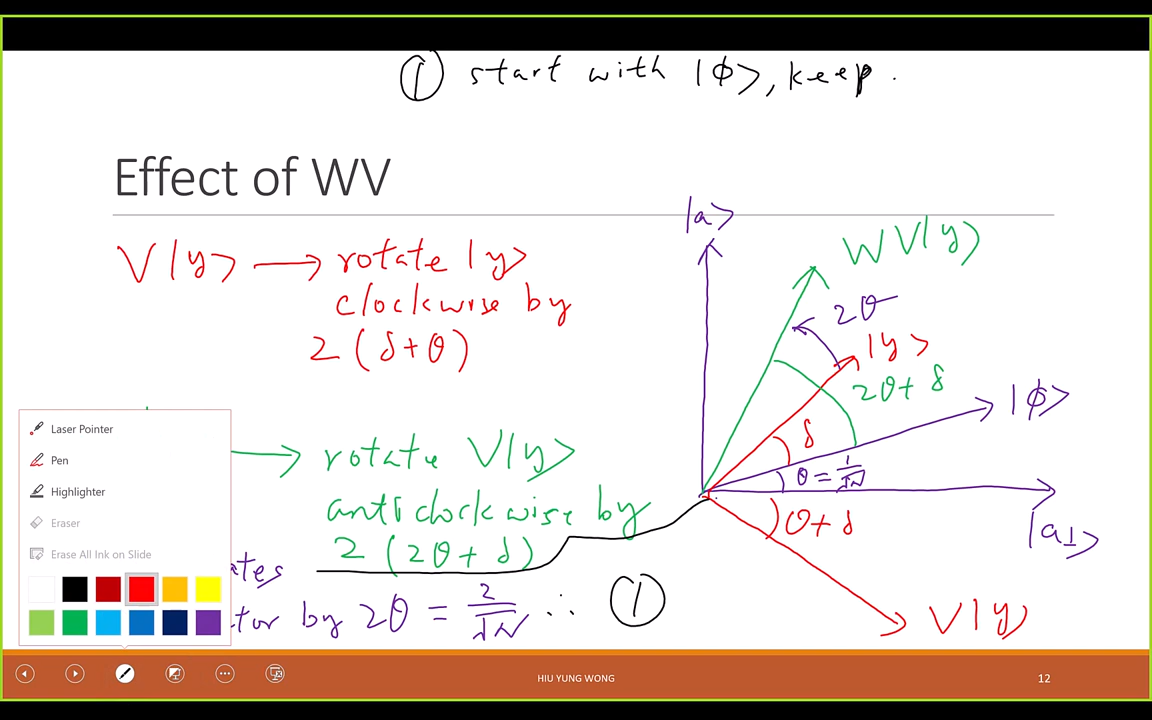 ① start with |ϕ>, keep.
Effect of WV
V|y> → rotate |y>
clockwise by
2(δ+θ)
→ rotate V|y>
anticlockwise by
2(2θ+δ)
ates
tor by 2θ = 2/√N ∴ ①
|a>
WV|y>
2θ
|y>
2θ+δ
|ϕ>
δ
θ = 1/√N
|a⊥>
θ+δ
V|y>
Laser Pointer
Pen
Highlighter
Eraser
Erase All Ink on Slide
HIU YUNG WONG
12